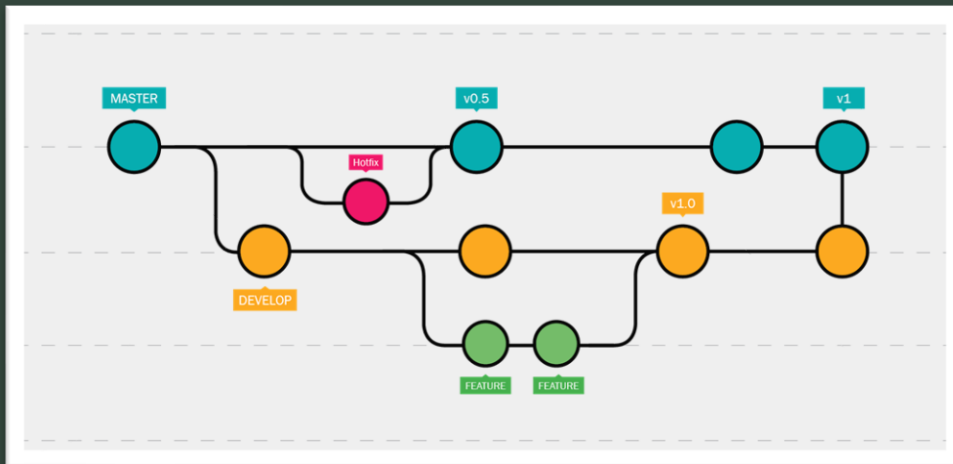 MASTER
v0.5
v1
Hotfix
v1.0
DEVELOP
FEATURE
FEATURE